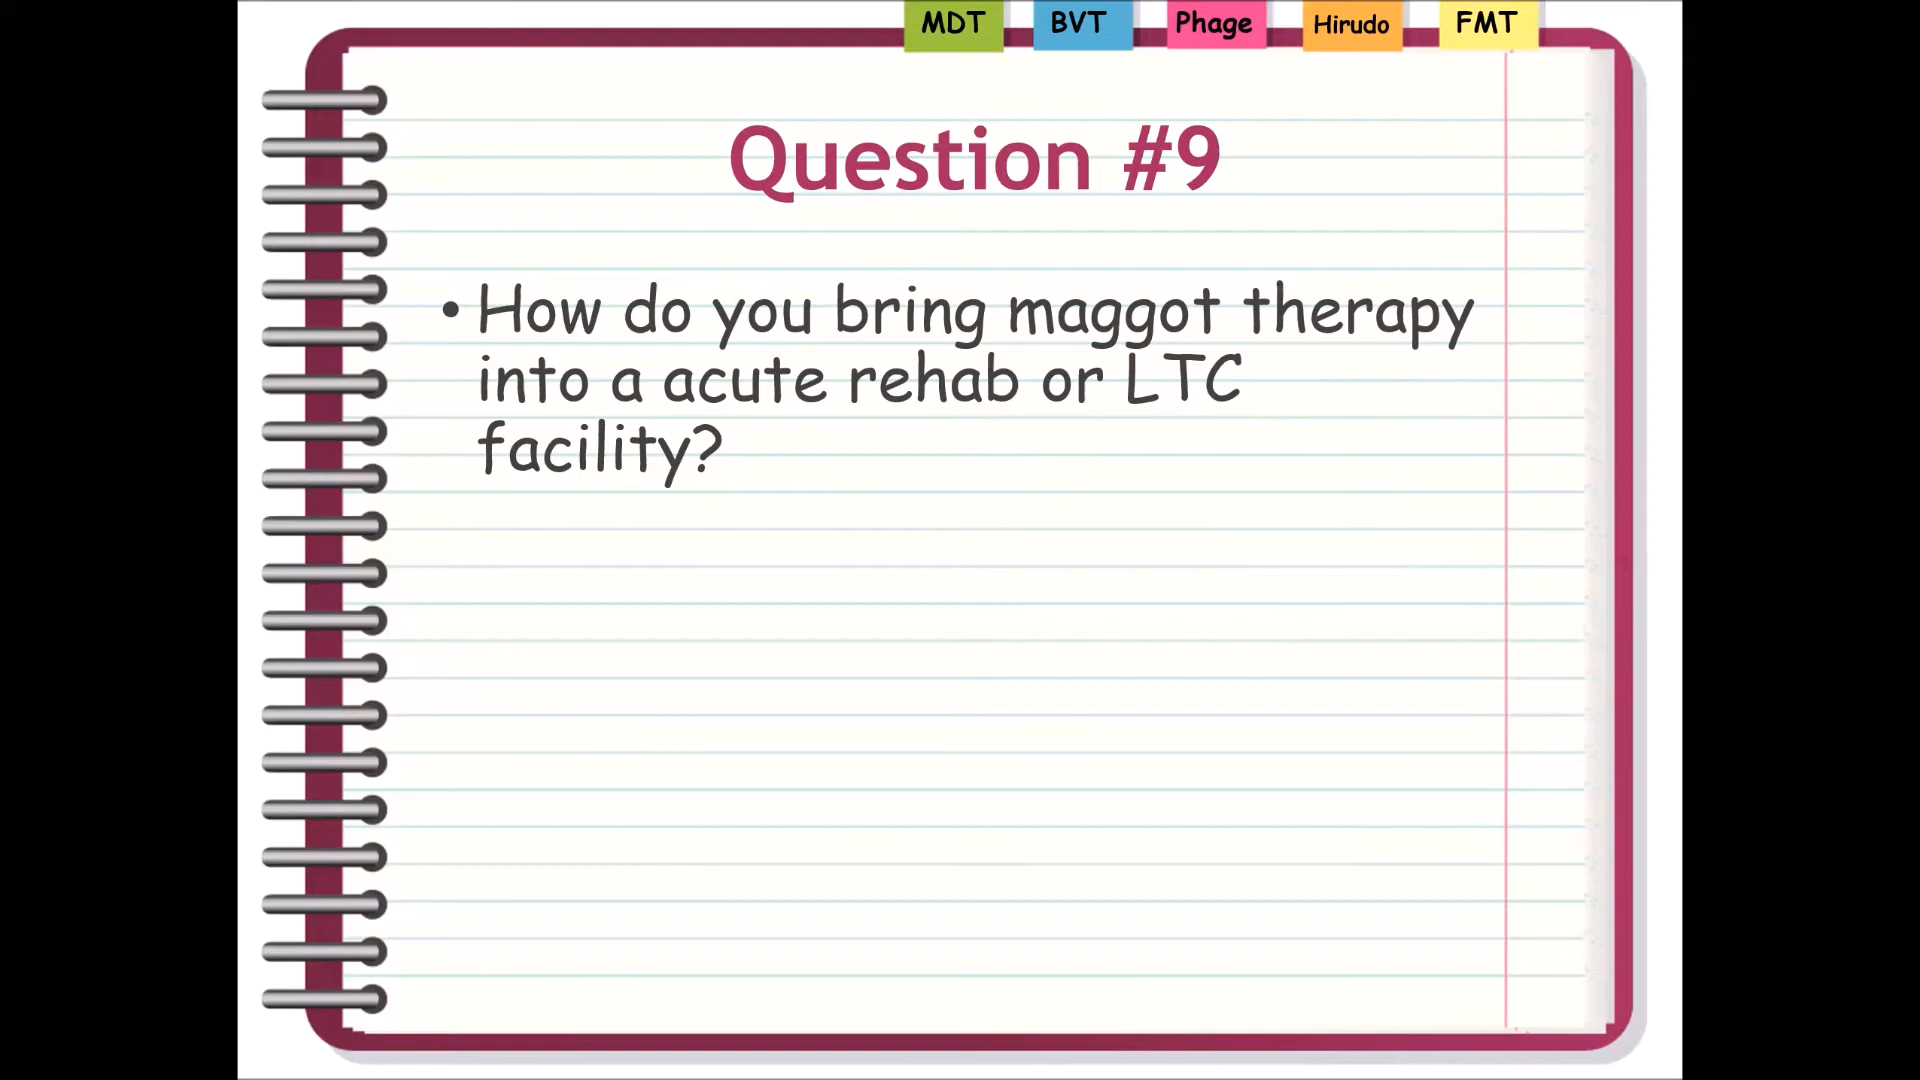 MDT BVT Phage Hirudo FMT
Question #9
• How do you bring maggot therapy
into a acute rehab or LTC
facility?